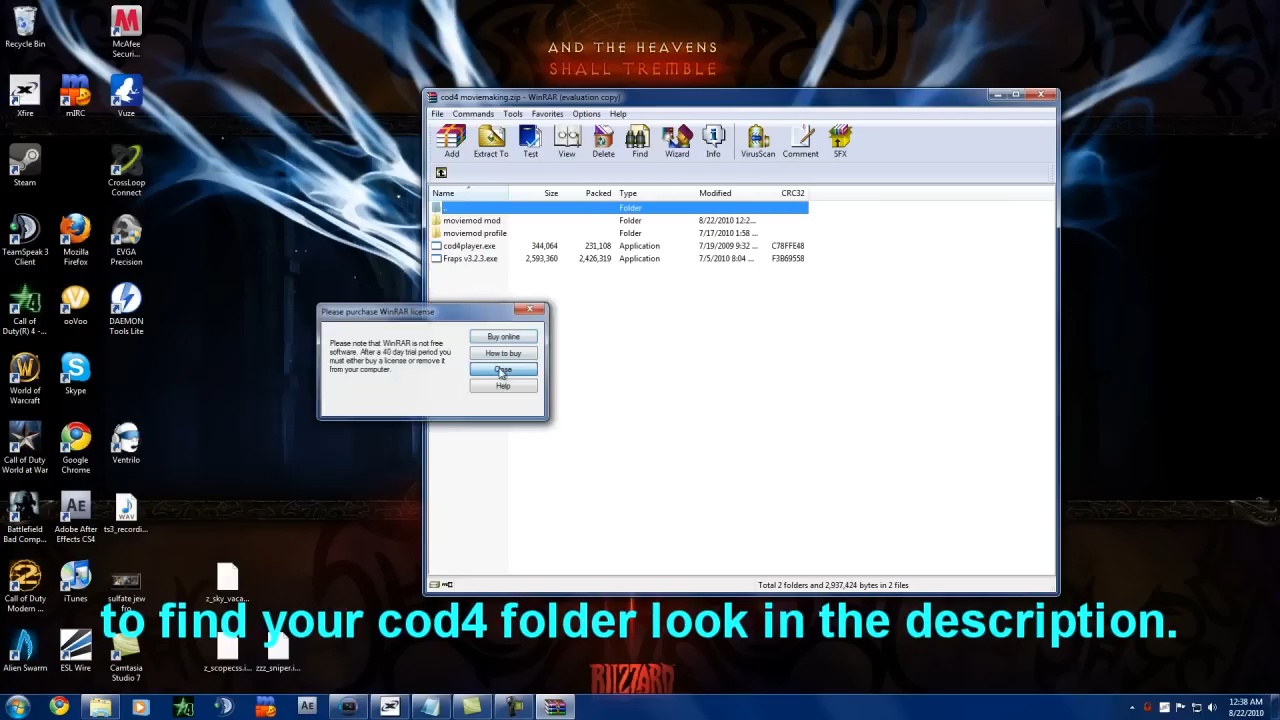 AND THE HEAVENS
SHALL TREMBLE
Recycle Bin
McAfee
Securi...
Xfire
mIRC
Vuze
Steam
CrossLoop
Connect
TeamSpeak 3
Client
Mozilla
Firefox
EVGA
Precision
Call of
Duty(R) 4 -...
ooVoo
DAEMON
Tools Lite
World of
Warcraft
Skype
Call of Duty
World at War
Google
Chrome
Ventrilo
Battlefield
Bad Comp...
Adobe After
Effects CS4
ts3_recordi...
Call of Duty
Modern ...
iTunes
sulfate jew
fro...
z_sky_vaca...
Alien Swarm
ESL Wire
Camtasia
Studio 7
z_scopecss.i...
zzz_sniper.i...
cod4 moviemaking.zip - WinRAR (evaluation copy)
File Commands Tools Favorites Options Help
Add Extract To Test View Delete Find Wizard Info VirusScan Comment SFX
Name Size Packed Type Modified CRC32
.. Folder
moviemod mod Folder 8/22/2010 12:2...
moviemod profile Folder 7/17/2010 1:58 ...
cod4player.exe 344,064 231,108 Application 7/19/2009 9:32 ... C78FFE48
Fraps v3.2.3.exe 2,593,360 2,426,319 Application 7/5/2010 8:04 ... F3B69558
Total 2 folders and 2,937,424 bytes in 2 files
Please purchase WinRAR license
Please note that WinRAR is not free
software. After a 40 day trial period you
must either buy a license or remove it
from your computer.
Buy online
How to buy
Close
Help
to find your cod4 folder look in the description.
BLIZZARD
AE
12:38 AM
8/22/2010